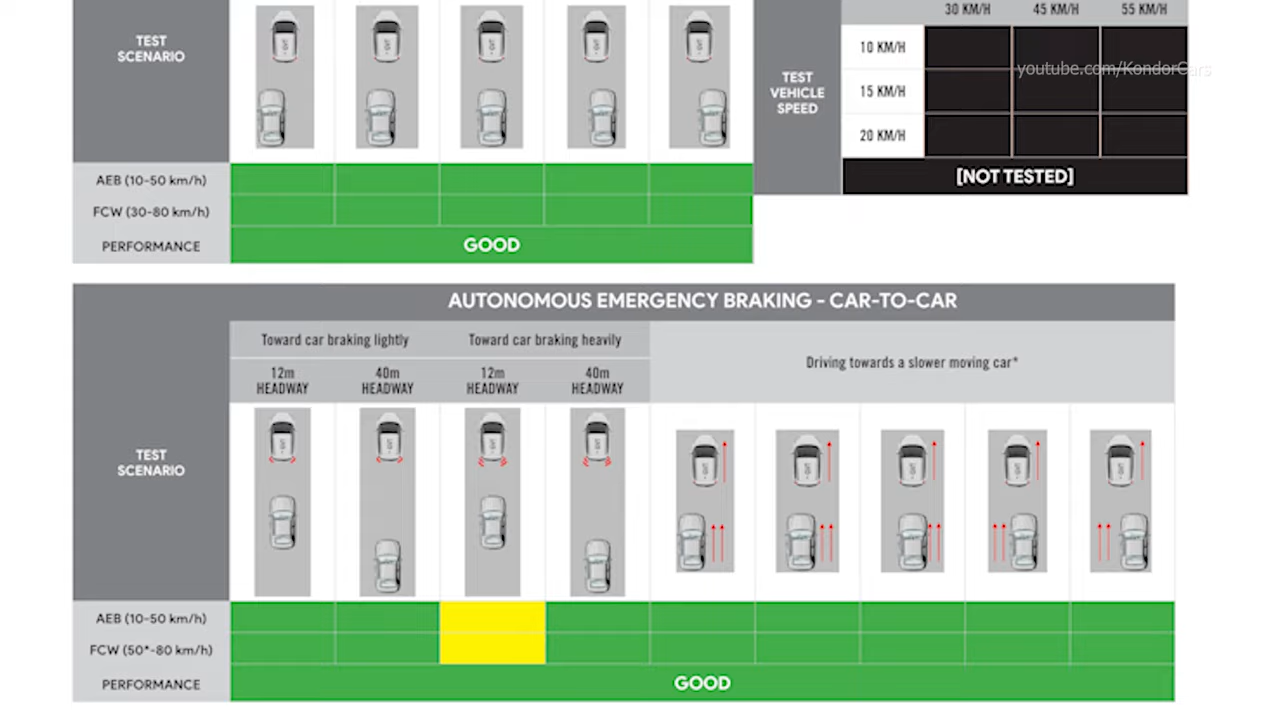 TEST
SCENARIO
AEB (10-50 km/h)
FCW (30-80 km/h)
PERFORMANCE
GOOD
TEST
VEHICLE
SPEED
30 KM/H 45 KM/H 55 KM/H
10 KM/H
15 KM/H
20 KM/H
[NOT TESTED]
youtube.com/KondorCars
AUTONOMOUS EMERGENCY BRAKING - CAR-TO-CAR
Toward car braking lightly
Toward car braking heavily
Driving towards a slower moving car*
12m
HEADWAY
40m
HEADWAY
12m
HEADWAY
40m
HEADWAY
TEST
SCENARIO
AEB (10-50 km/h)
FCW (50*-80 km/h)
PERFORMANCE
GOOD